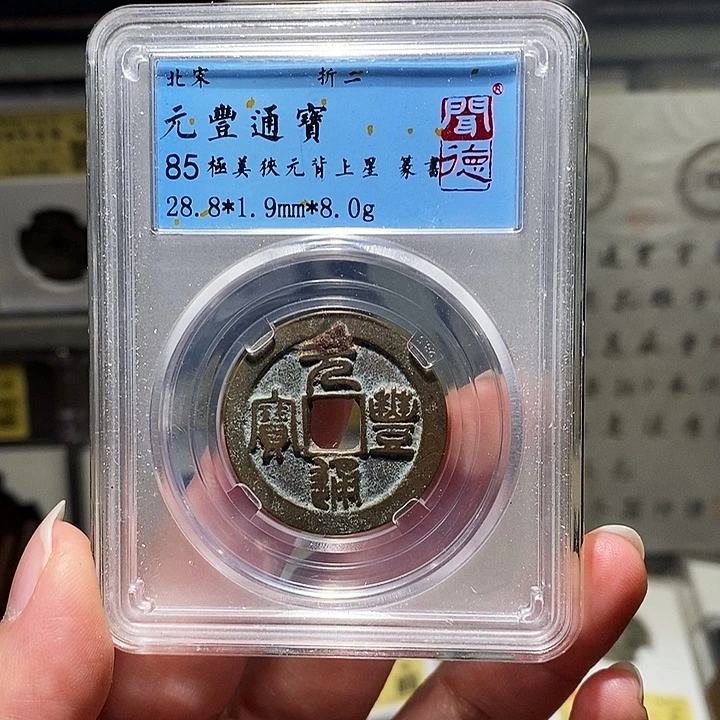 北宋 折二
元豐通寶
85 極美 狹元背上星 篆書
28.8*1.9mm*8.0g
聞德
元豐通寶